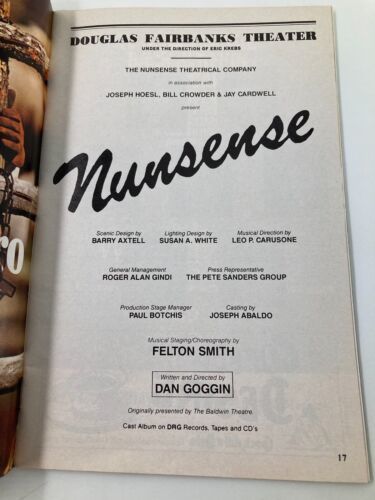 DOUGLAS FAIRBANKS THEATER
UNDER THE DIRECTION OF ERIC KREBS
THE NUNSENSE THEATRICAL COMPANY
in association with
JOSEPH HOESL, BILL CROWDER & JAY CARDWELL
present
Nunsense
Scenic Design by
BARRY AXTELL
Lighting Design by
SUSAN A. WHITE
Musical Direction by
LEO P. CARUSONE
General Management
ROGER ALAN GINDI
Press Representative
THE PETE SANDERS GROUP
Production Stage Manager
PAUL BOTCHIS
Casting by
JOSEPH ABALDO
Musical Staging/Choreography by
FELTON SMITH
Written and Directed by
DAN GOGGIN
Originally presented by The Baldwin Theatre.
Cast Album on DRG Records, Tapes and CD's
17
ro